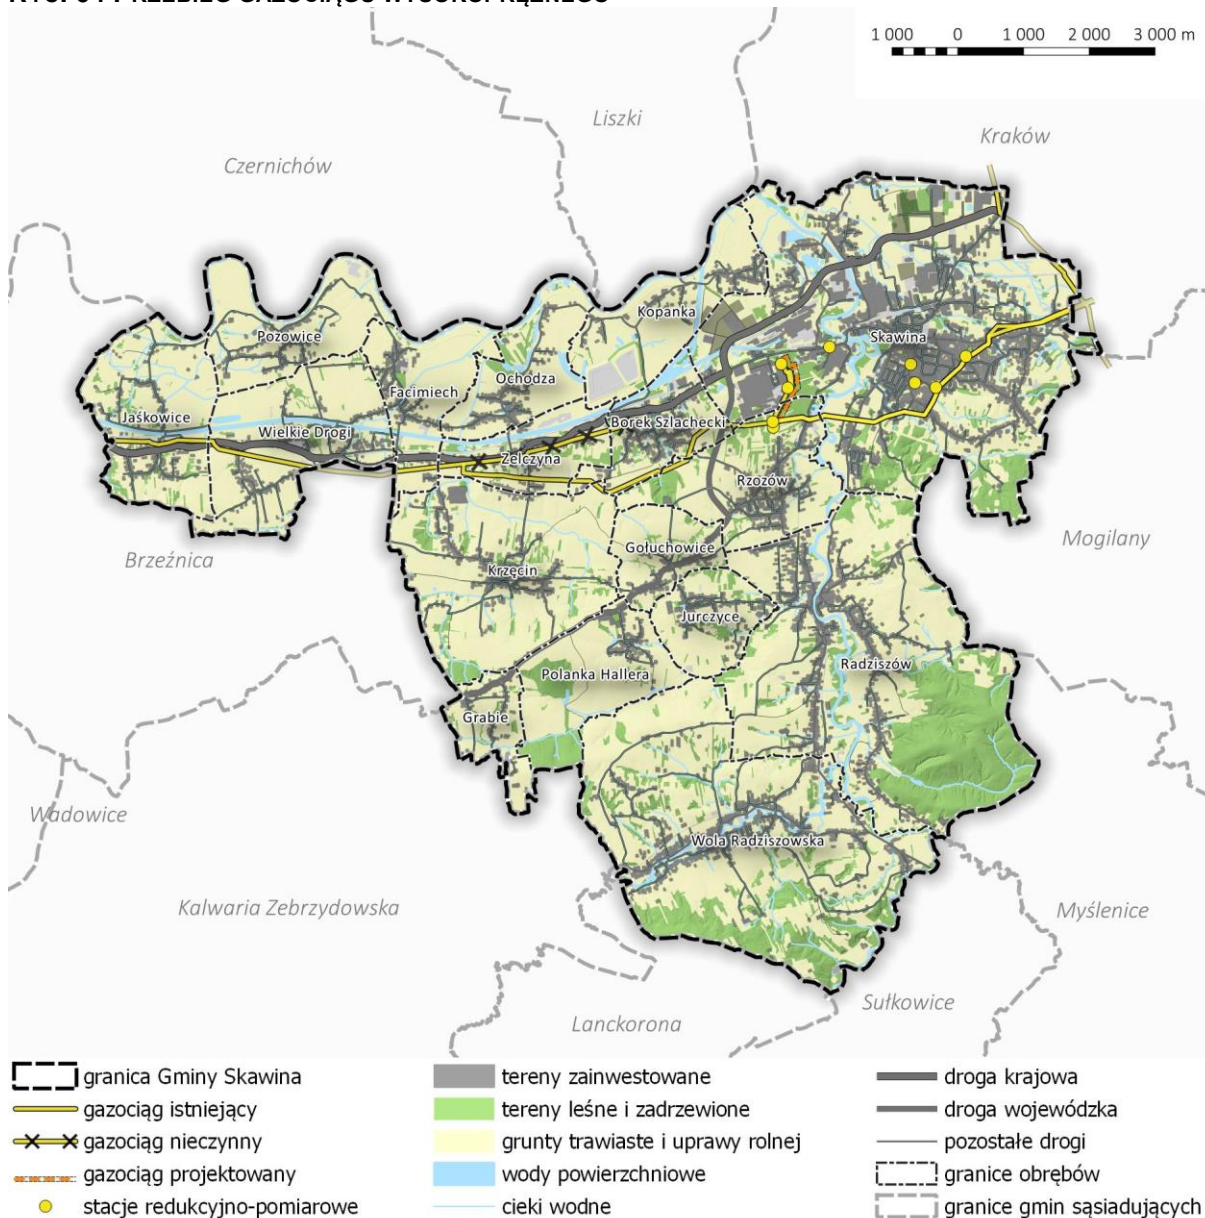 1 000 0 1 000 2 000 3 000 m
Liszki
Kraków
Czernichów
Kopanka
Pozowice
Skawina
Ochodza
Facimiech
Jaśkowice
Borek Szlachecki
Wielkie Drogi
Zelczyna
Rzozów
Mogilany
Gołuchowice
Brzeźnica
Krzęcin
Jurczyce
Radziszów
Polanka Hallera
Grabie
Wadowice
Wola Radziszowska
Kalwaria Zebrzydowska
Myślenice
Sułkowice
Lanckorona
granica Gminy Skawina
gazociąg istniejący
gazociąg nieczynny
gazociąg projektowany
stacje redukcyjno-pomiarowe
tereny zainwestowane
tereny leśne i zadrzewione
grunty trawiaste i uprawy rolnej
wody powierzchniowe
cieki wodne
droga krajowa
droga wojewódzka
pozostałe drogi
granice obrębów
granice gmin sąsiadujących